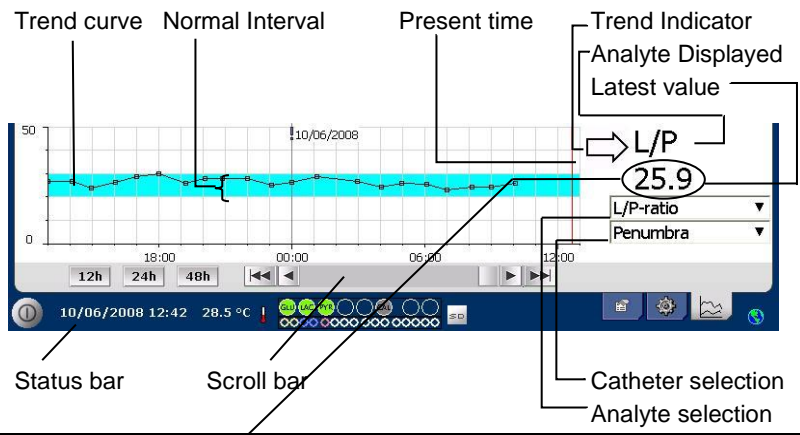 Trend curve Normal Interval Present time Trend Indicator
Analyte Displayed
Latest value
50
10/06/2008
L/P
25.9
L/P-ratio
Penumbra
0
18:00 00:00 06:00 12:00
12h 24h 48h
10/06/2008 12:42 28.5 °C GLU LAC PYR CAL SD
Status bar Scroll bar Catheter selection
Analyte selection